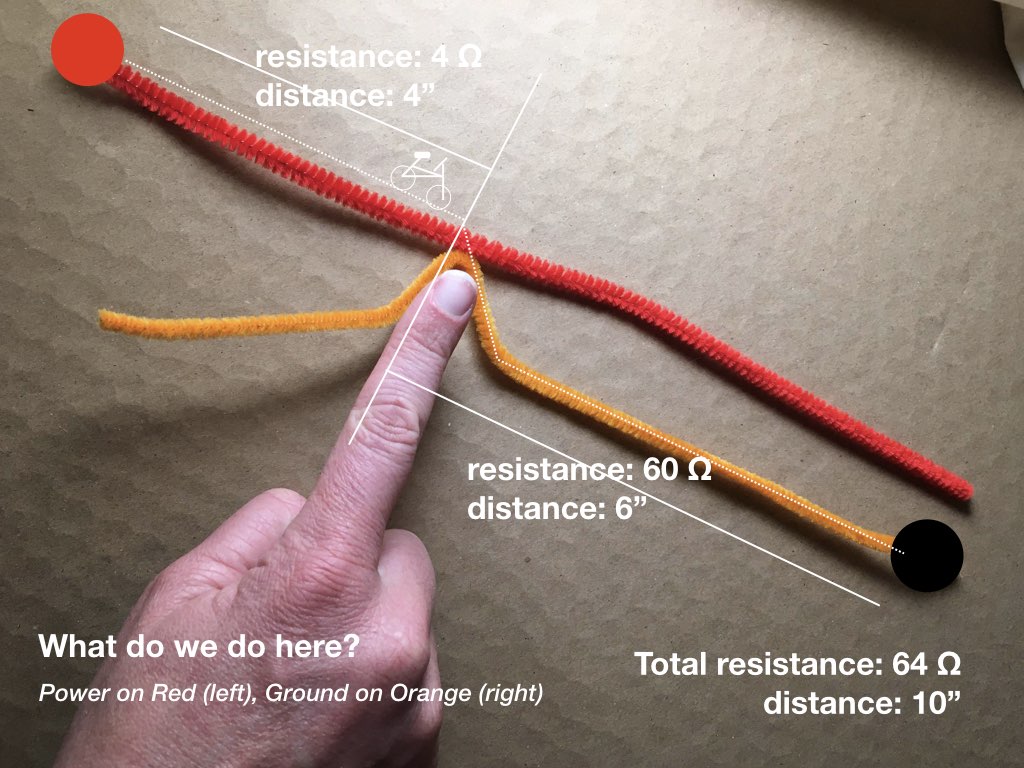 resistance: 4 Ω
distance: 4”
resistance: 60 Ω
distance: 6”
What do we do here?
Power on Red (left), Ground on Orange (right)
Total resistance: 64 Ω
distance: 10”